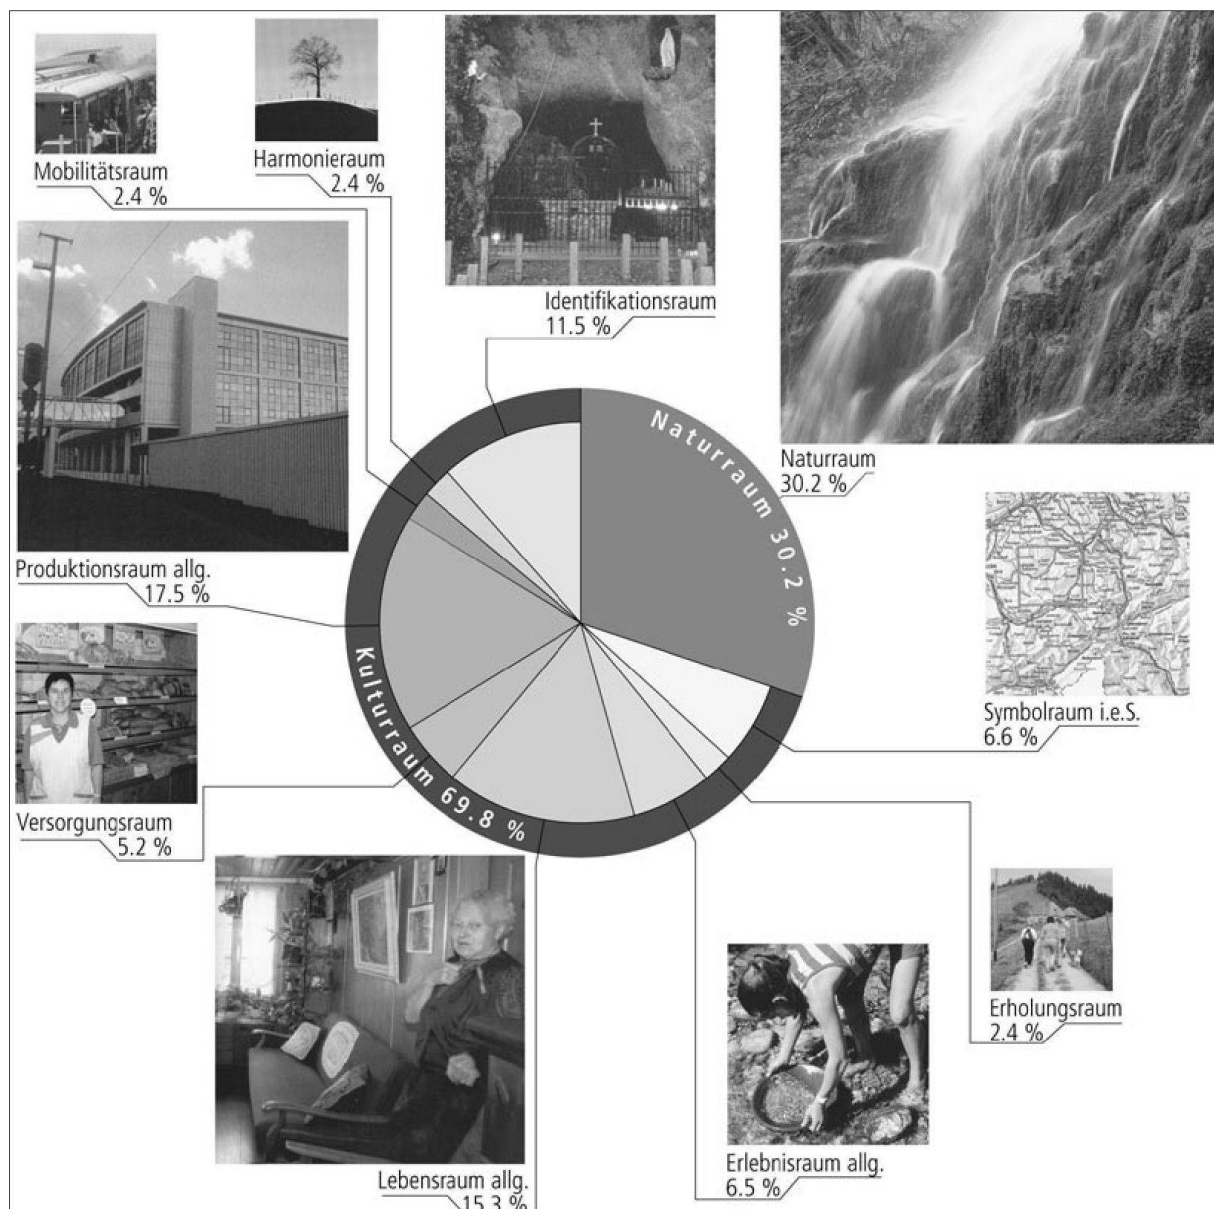 Mobilitätsraum
2.4 %
Harmonieraum
2.4 %
Identifikationsraum
11.5 %
Naturraum
30.2 %
Naturraum 30.2 %
Kulturraum 69.8 %
Produktionsraum allg.
17.5 %
Symbolraum i.e.S.
6.6 %
Versorgungsraum
5.2 %
Erholungsraum
2.4 %
Erlebnisraum allg.
6.5 %
Lebensraum allg.
15.3 %